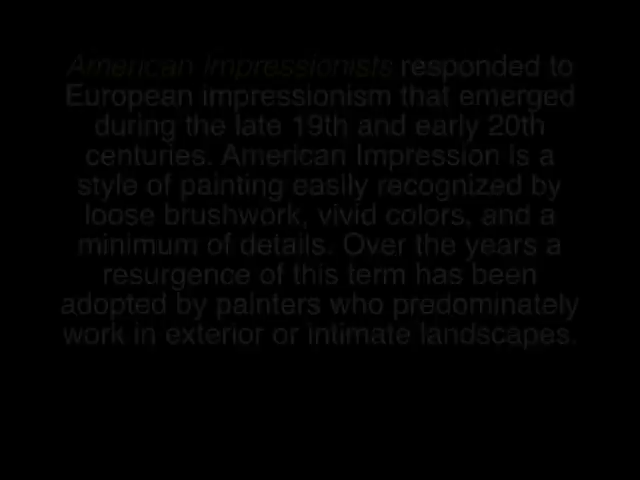 American Impressionists responded to
European impressionism that emerged
during the late 19th and early 20th
centuries. American Impression is a
style of painting easily recognized by
loose brushwork, vivid colors, and a
minimum of details. Over the years a
resurgence of this term has been
adopted by painters who predominately
work in exterior or intimate landscapes.